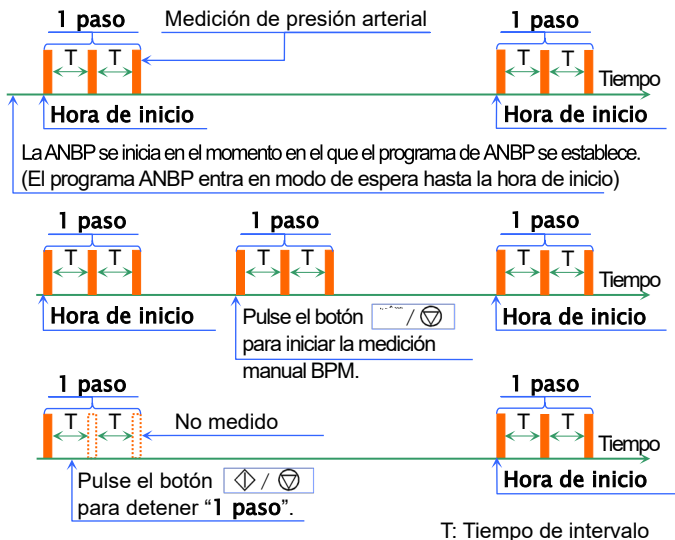 1 paso Medición de presión arterial 1 paso
T T T T Tiempo
Hora de inicio Hora de inicio
La ANBP se inicia en el momento en el que el programa de ANBP se establece.
(El programa ANBP entra en modo de espera hasta la hora de inicio)
1 paso 1 paso 1 paso
T T T T T T Tiempo
Hora de inicio Pulse el botón / Hora de inicio
para iniciar la medición
manual BPM.
1 paso 1 paso
T T No medido T T Tiempo
Pulse el botón / Hora de inicio
para detener “1 paso”.
T: Tiempo de intervalo